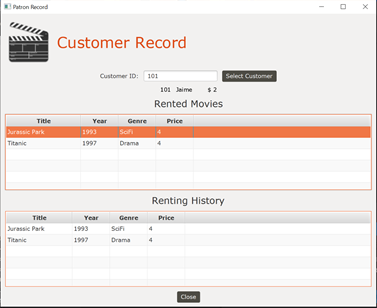 Patron Record
Customer Record
Customer ID: 101 Select Customer
101 Jaime $ 2
Rented Movies
Title Year Genre Price
Jurassic Park 1993 SciFi 4
Titanic 1997 Drama 4
Renting History
Title Year Genre Price
Jurassic Park 1993 SciFi 4
Titanic 1997 Drama 4
Close